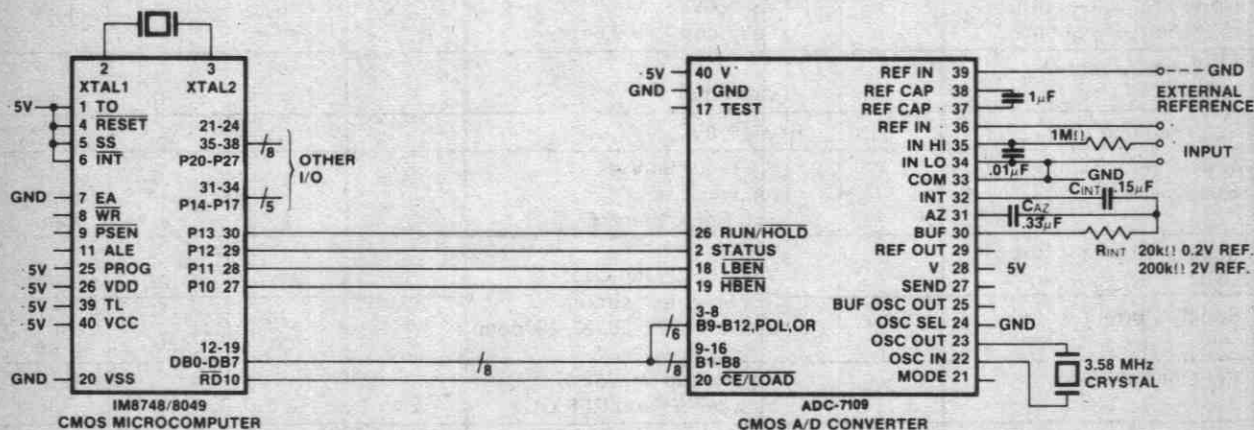 2
3
XTAL1
XTAL2
5V
1 TO
4 RESET
5 SS
6 INT
21-24
35-38
P20-P27
8
OTHER
I/O
31-34
P14-P17
5
GND
7 EA
8 WR
9 PSEN
11 ALE
P13 30
P12 29
P11 28
P10 27
5V
25 PROG
5V
26 VDD
5V
39 TL
5V
40 VCC
12-19
DB0-DB7
8
GND
20 VSS
RD10
IM8748/8049
CMOS MICROCOMPUTER
5V
40 V
GND
1 GND
17 TEST
26 RUN/HOLD
2 STATUS
18 LBEN
19 HBEN
3-8
6
B9-B12,POL,OR
9-16
8
B1-B8
20 CE/LOAD
REF IN 39
GND
REF CAP 38
REF CAP 37
1µF
EXTERNAL
REFERENCE
REF IN 36
IN HI 35
1MΩ
INPUT
IN LO 34
.01µF
COM 33
GND
INT 32
CINT .15µF
AZ 31
CAZ
.33µF
BUF 30
REF OUT 29
RINT 20k!! 0.2V REF.
200k!! 2V REF.
V 28
5V
SEND 27
BUF OSC OUT 25
OSC SEL 24
GND
OSC OUT 23
OSC IN 22
3.58 MHz
CRYSTAL
MODE 21
ADC-7109
CMOS A/D CONVERTER